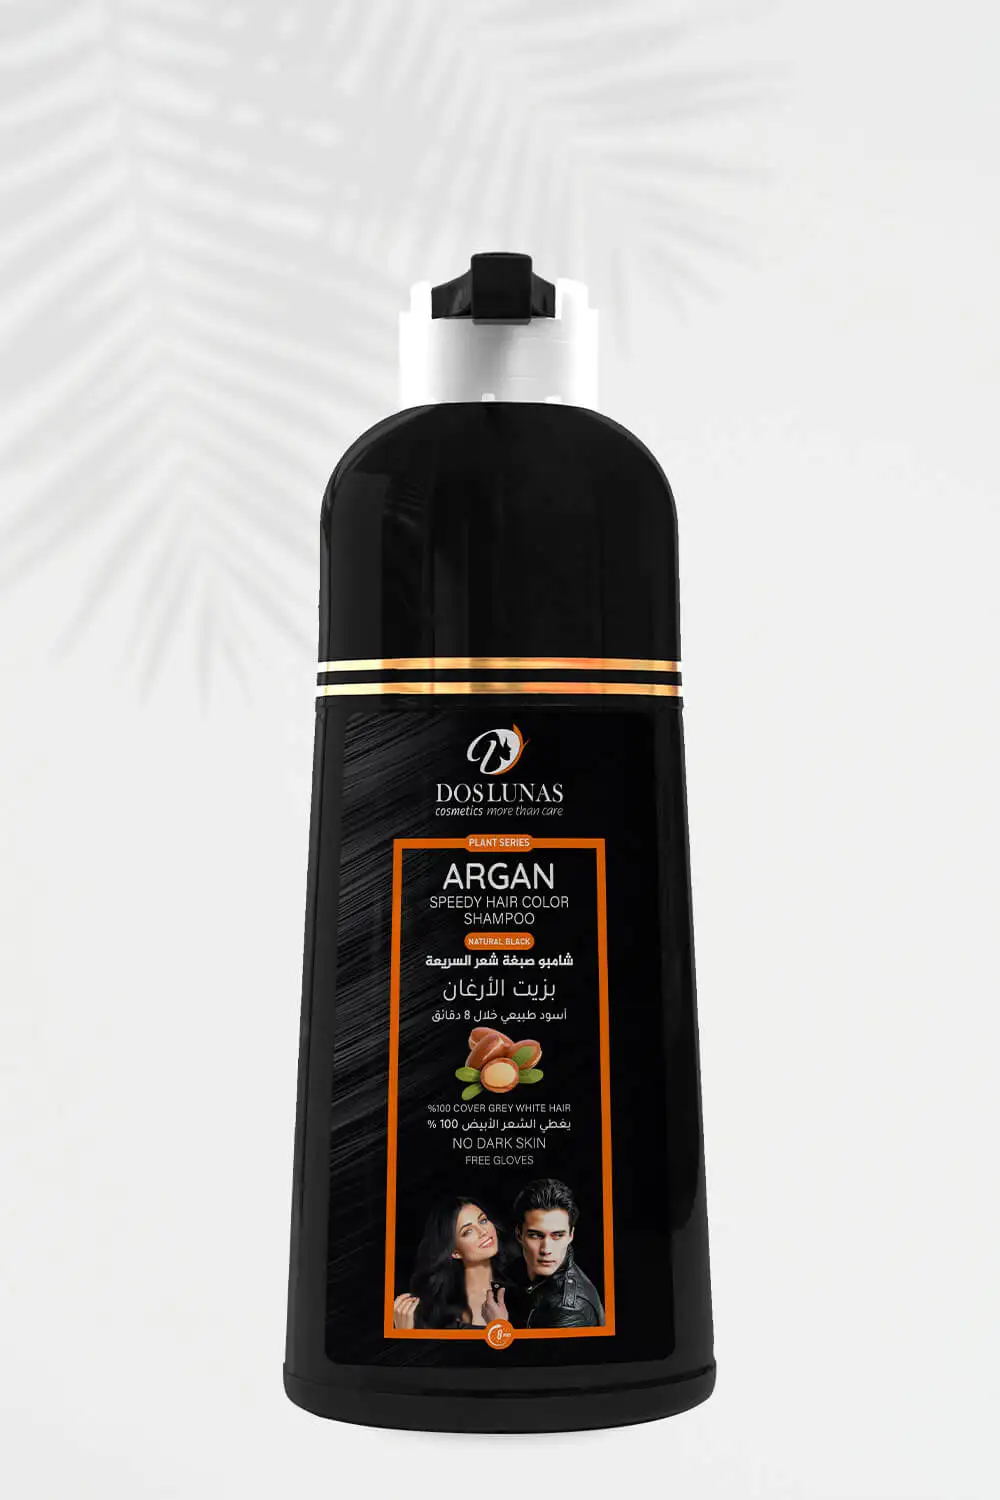 DOS LUNAS
cosmetics more than care
PLANT SERIES
ARGAN
SPEEDY HAIR COLOR
SHAMPOO
NATURAL BLACK
شامبو صبغة شعر السريعة
بزيت الأرغان
أسود طبيعي خلال 8 دقائق
%100 COVER GREY WHITE HAIR
يغطي الشعر الأبيض 100 %
NO DARK SKIN
FREE GLOVES
8